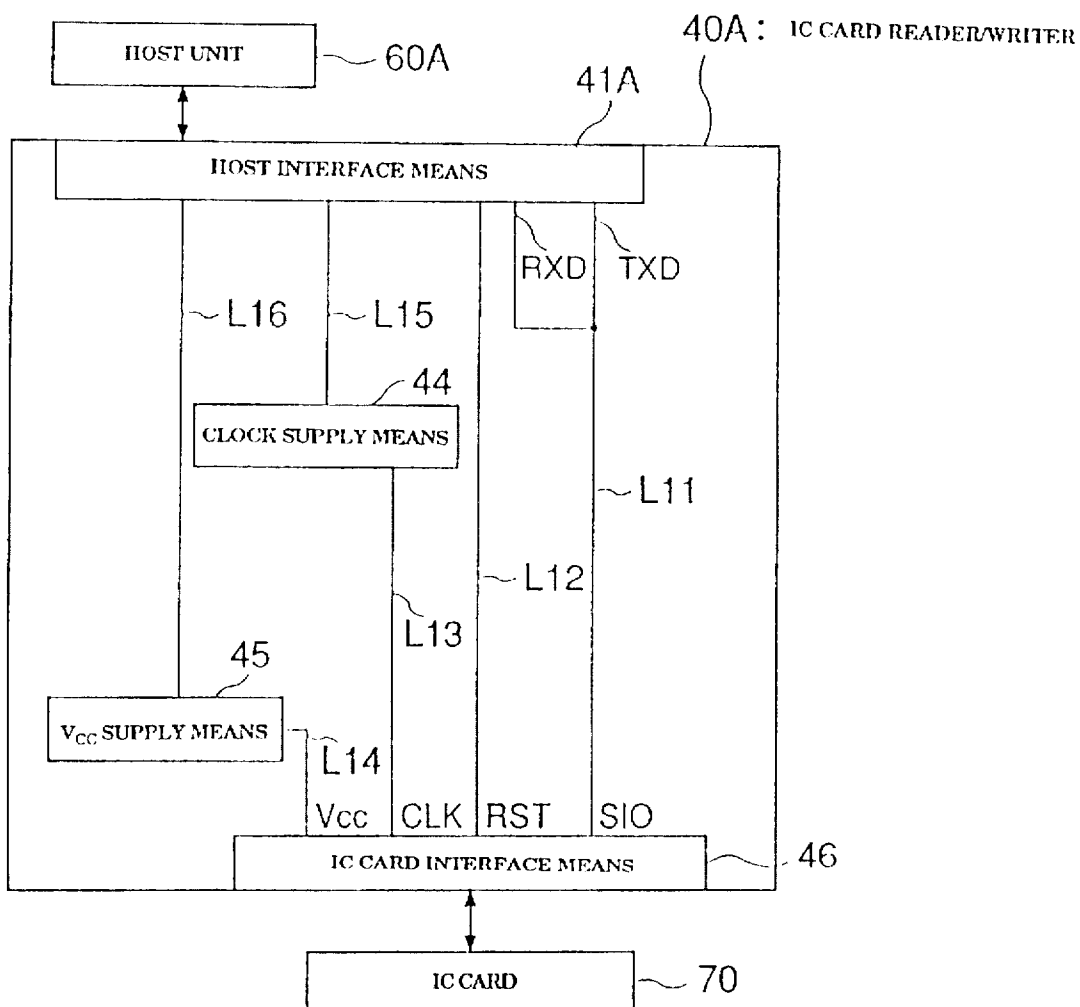 40A: IC CARD READER/WRITER
HOST UNIT
60A
41A
HOST INTERFACE MEANS
RXD
TXD
L16
L15
44
CLOCK SUPPLY MEANS
L11
L12
L13
45
VCC SUPPLY MEANS
L14
Vcc
CLK
RST
SIO
IC CARD INTERFACE MEANS
46
IC CARD
70